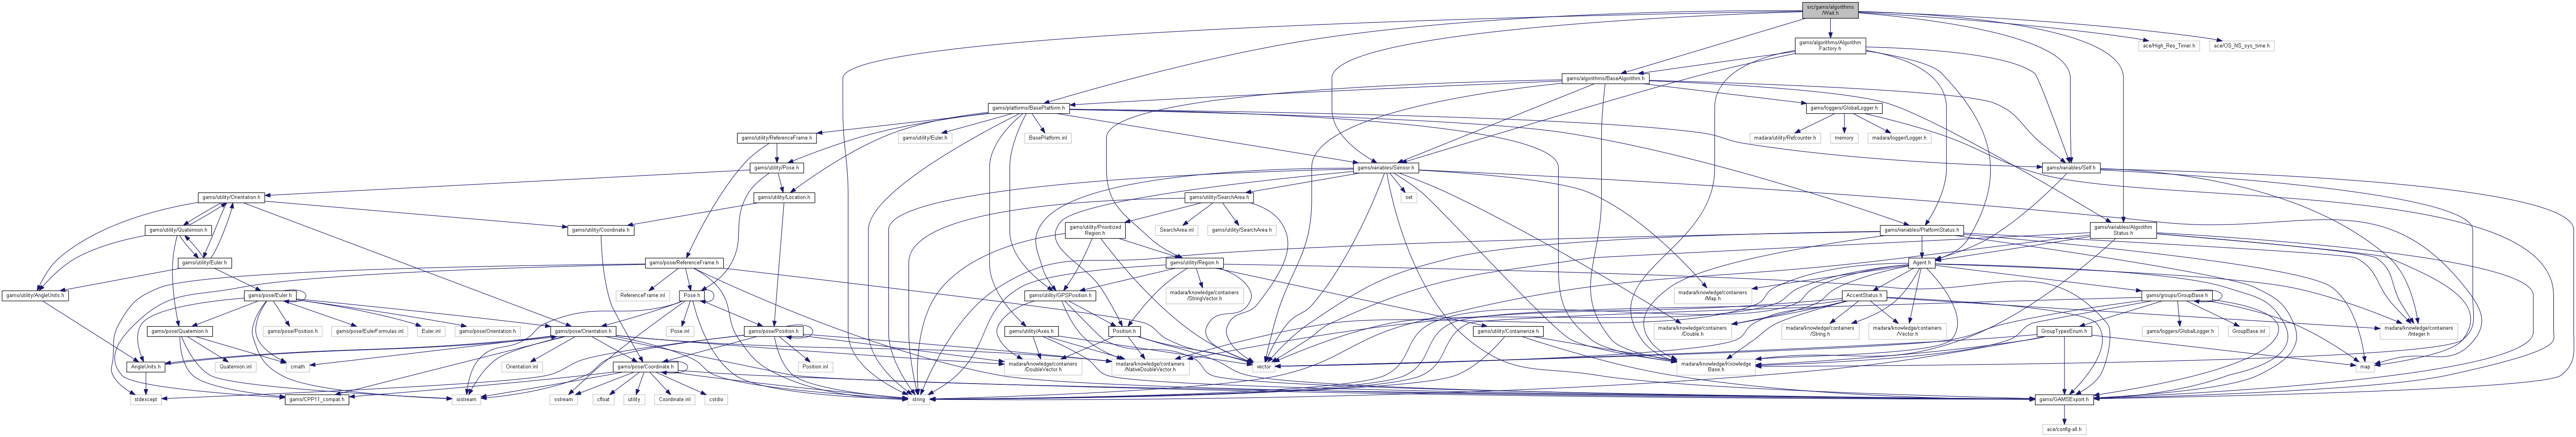 src/gams/algorithms
/Wait.h
gams/algorithms/Algorithm
Factory.h
ace/High_Res_Timer.h
ace/OS_NS_sys_time.h
gams/algorithms/BaseAlgorithm.h
gams/platforms/BasePlatform.h
gams/loggers/GlobalLogger.h
gams/utility/ReferenceFrame.h
gams/utility/Euler.h
BasePlatform.inl
madara/utility/Refcounter.h
memory
madara/logger/Logger.h
gams/utility/Pose.h
gams/variables/Sensor.h
gams/variables/Self.h
gams/utility/Orientation.h
gams/utility/Location.h
gams/utility/SearchArea.h
set
gams/utility/Quaternion.h
gams/utility/Coordinate.h
gams/utility/Prioritized
Region.h
SearchArea.inl
gams/utility/SearchArea.h
gams/variables/PlatformStatus.h
gams/variables/Algorithm
Status.h
gams/utility/Euler.h
gams/pose/ReferenceFrame.h
gams/utility/Region.h
Agent.h
gams/utility/AngleUnits.h
gams/pose/Euler.h
ReferenceFrame.inl
Pose.h
gams/utility/GPSPosition.h
madara/knowledge/containers
/StringVector.h
madara/knowledge/containers
/Map.h
AccentStatus.h
gams/groups/GroupBase.h
gams/pose/Quaternion.h
gams/pose/Position.h
gams/pose/EulerFormulas.inl
Euler.inl
gams/pose/Orientation.h
gams/pose/Orientation.h
Pose.inl
gams/pose/Position.h
gams/utility/Axes.h
Position.h
gams/utility/Containerize.h
madara/knowledge/containers
/Double.h
madara/knowledge/containers
/String.h
madara/knowledge/containers
/Vector.h
GroupTypesEnum.h
gams/loggers/GlobalLogger.h
GroupBase.inl
madara/knowledge/containers
/Integer.h
AngleUnits.h
Quaternion.inl
cmath
Orientation.inl
gams/pose/Coordinate.h
Position.inl
madara/knowledge/containers
/DoubleVector.h
madara/knowledge/containers
/NativeDoubleVector.h
vector
madara/knowledge/Knowledge
Base.h
map
stdexcept
gams/CPP11_compat.h
iostream
sstream
cfloat
utility
Coordinate.inl
cstdio
string
gams/GAMSExport.h
ace/config-all.h